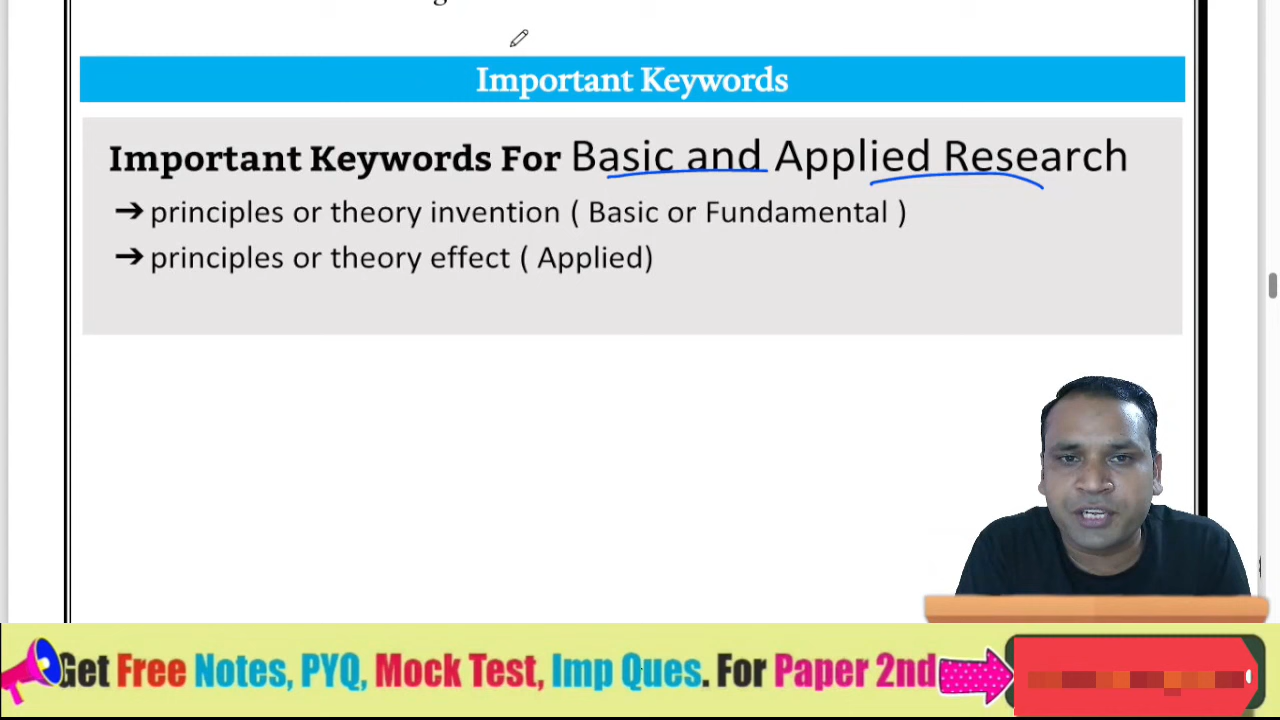 Important Keywords
Important Keywords For Basic and Applied Research
➔ principles or theory invention ( Basic or Fundamental )
➔ principles or theory effect ( Applied)
Get Free Notes, PYQ, Mock Test, Imp Ques. For Paper 2nd